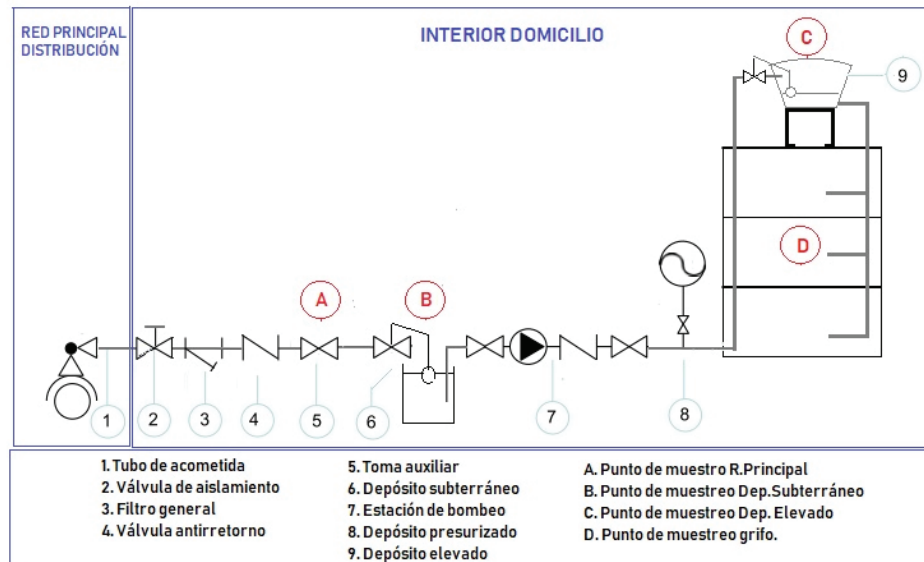 RED PRINCIPAL
DISTRIBUCIÓN
INTERIOR DOMICILIO
C
9
D
A
B
1
2
3
4
5
6
7
8
1. Tubo de acometida
2. Válvula de aislamiento
3. Filtro general
4. Válvula antirretorno
5. Toma auxiliar
6. Depósito subterráneo
7. Estación de bombeo
8. Depósito presurizado
9. Depósito elevado
A. Punto de muestro R.Principal
B. Punto de muestreo Dep.Subterráneo
C. Punto de muestreo Dep. Elevado
D. Punto de muestreo grifo.